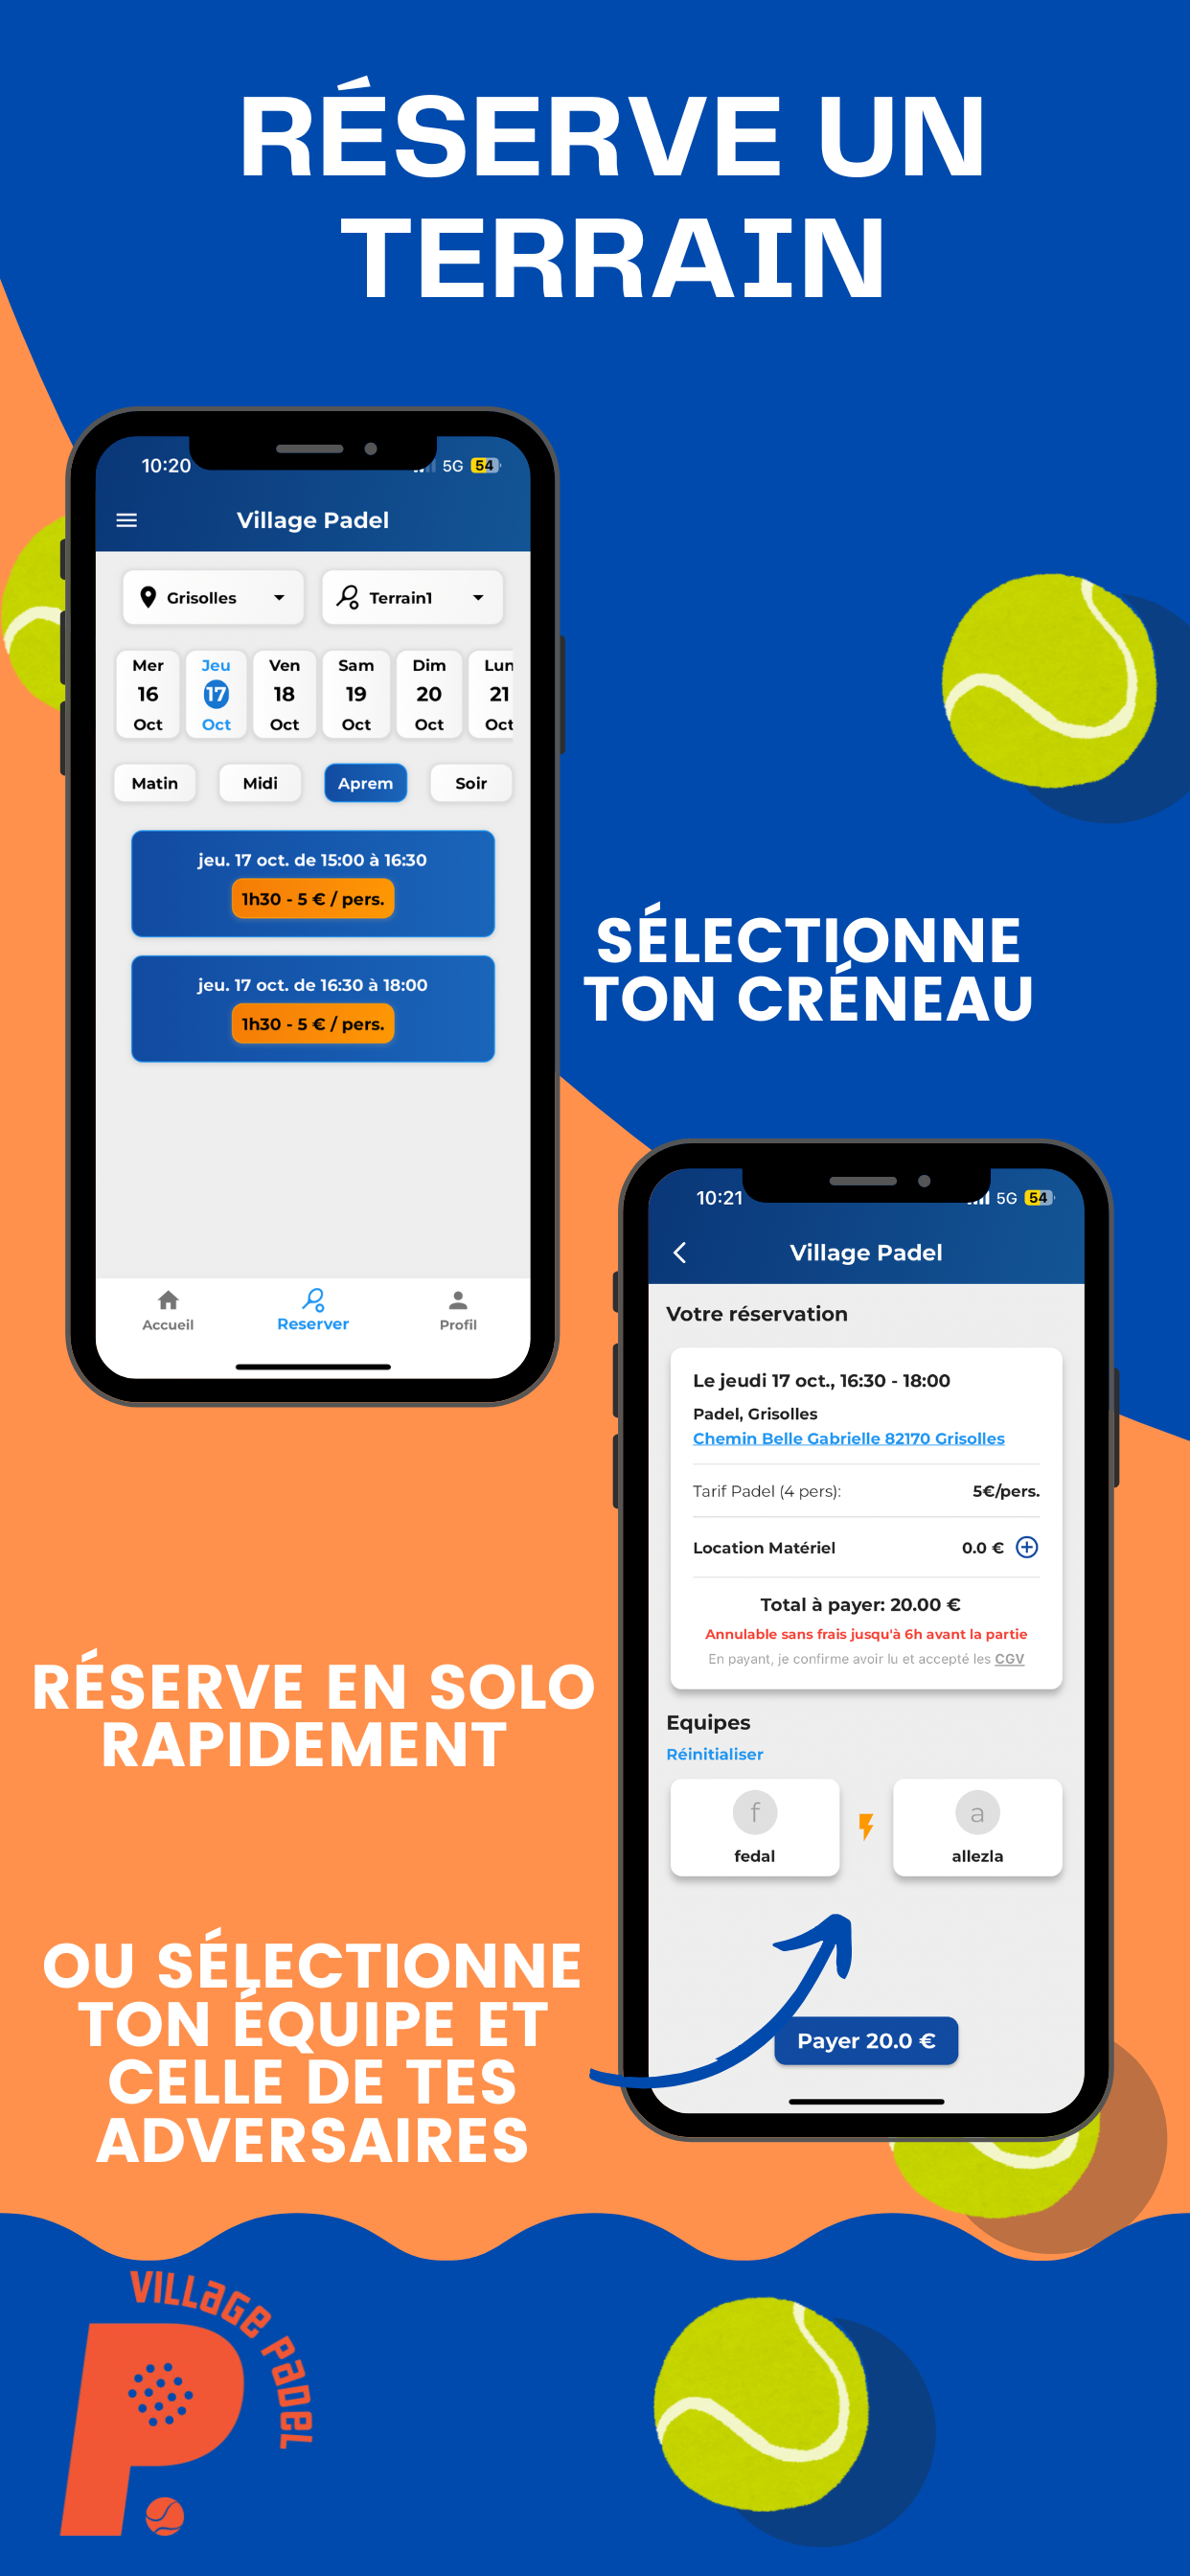 RÉSERVE UN
TERRAIN
10:20
5G 54
Village Padel
Grisolles
Terrain1
Mer Jeu Ven Sam Dim Lun
16 17 18 19 20 21
Oct Oct Oct Oct Oct Oct
Matin Midi Aprem Soir
jeu. 17 oct. de 15:00 à 16:30
1h30 - 5 € / pers.
jeu. 17 oct. de 16:30 à 18:00
1h30 - 5 € / pers.
Accueil Reserver Profil
SÉLECTIONNE
TON CRÉNEAU
10:21
5G 54
Village Padel
Votre réservation
Le jeudi 17 oct., 16:30 - 18:00
Padel, Grisolles
Chemin Belle Gabrielle 82170 Grisolles
Tarif Padel (4 pers): 5€/pers.
Location Matériel 0.0 €
Total à payer: 20.00 €
Annulable sans frais jusqu'à 6h avant la partie
En payant, je confirme avoir lu et accepté les CGV
Equipes
Réinitialiser
f a
fedal allezla
Payer 20.0 €
RÉSERVE EN SOLO
RAPIDEMENT
OU SÉLECTIONNE
TON ÉQUIPE ET
CELLE DE TES
ADVERSAIRES
VILLaGe PaDeL
P.